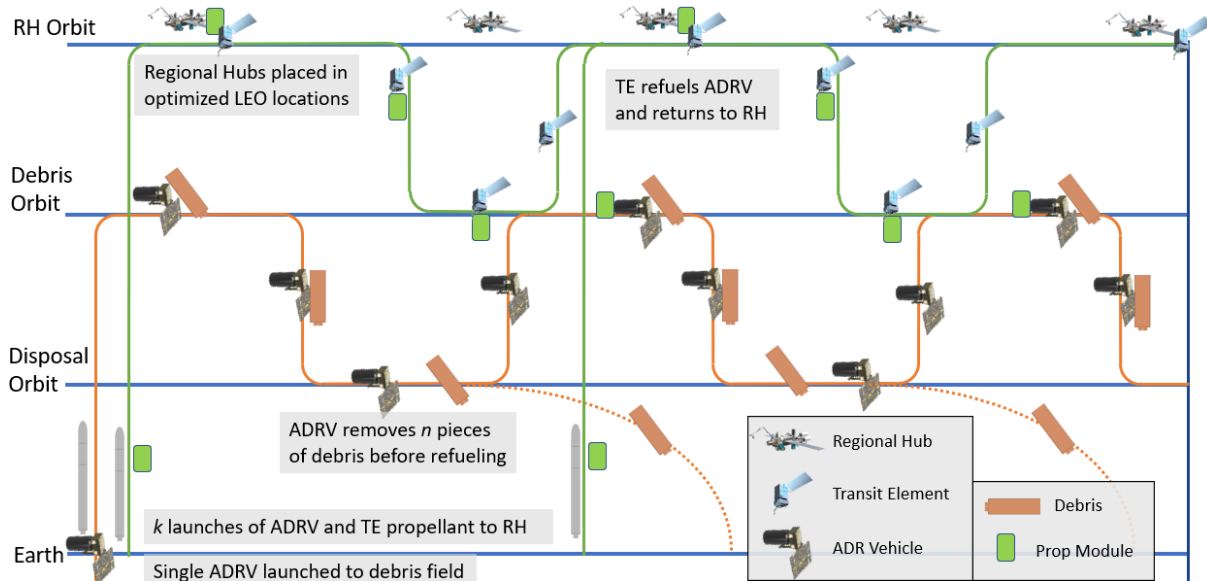 RH Orbit
Regional Hubs placed in
optimized LEO locations
TE refuels ADRV
and returns to RH
Debris
Orbit
Disposal
Orbit
ADRV removes n pieces
of debris before refueling
k launches of ADRV and TE propellant to RH
Earth
Single ADRV launched to debris field
Regional Hub
Transit Element
ADR Vehicle
Debris
Prop Module